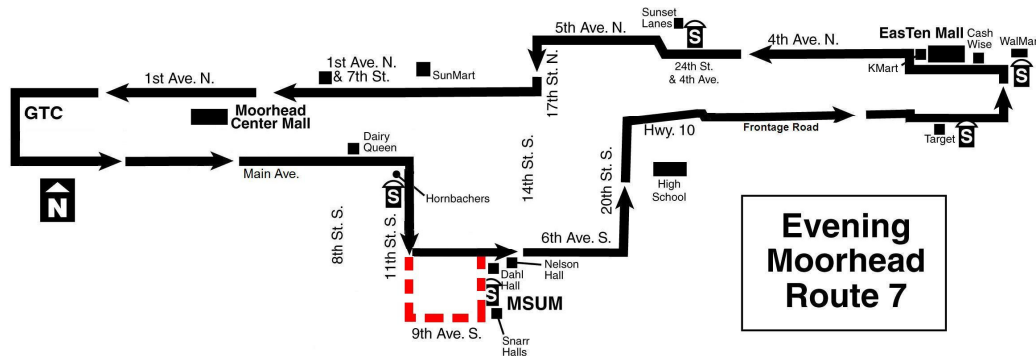 Sunset
Lanes
S
5th Ave. N.
4th Ave. N.
EasTen Mall
Cash
Wise
WalMart
KMart
S
24th St.
& 4th Ave.
1st Ave. N.
& 7th St.
SunMart
17th St. N.
1st Ave. N.
GTC
Moorhead
Center Mall
Hwy. 10
Frontage Road
Target
S
Dairy
Queen
Main Ave.
14th St. S.
20th St. S.
High
School
N
S
Hornbachers
8th St. S.
11th St. S.
6th Ave. S.
Nelson
Hall
Dahl
Hall
S
MSUM
Snarr
Halls
9th Ave. S.
Evening
Moorhead
Route 7